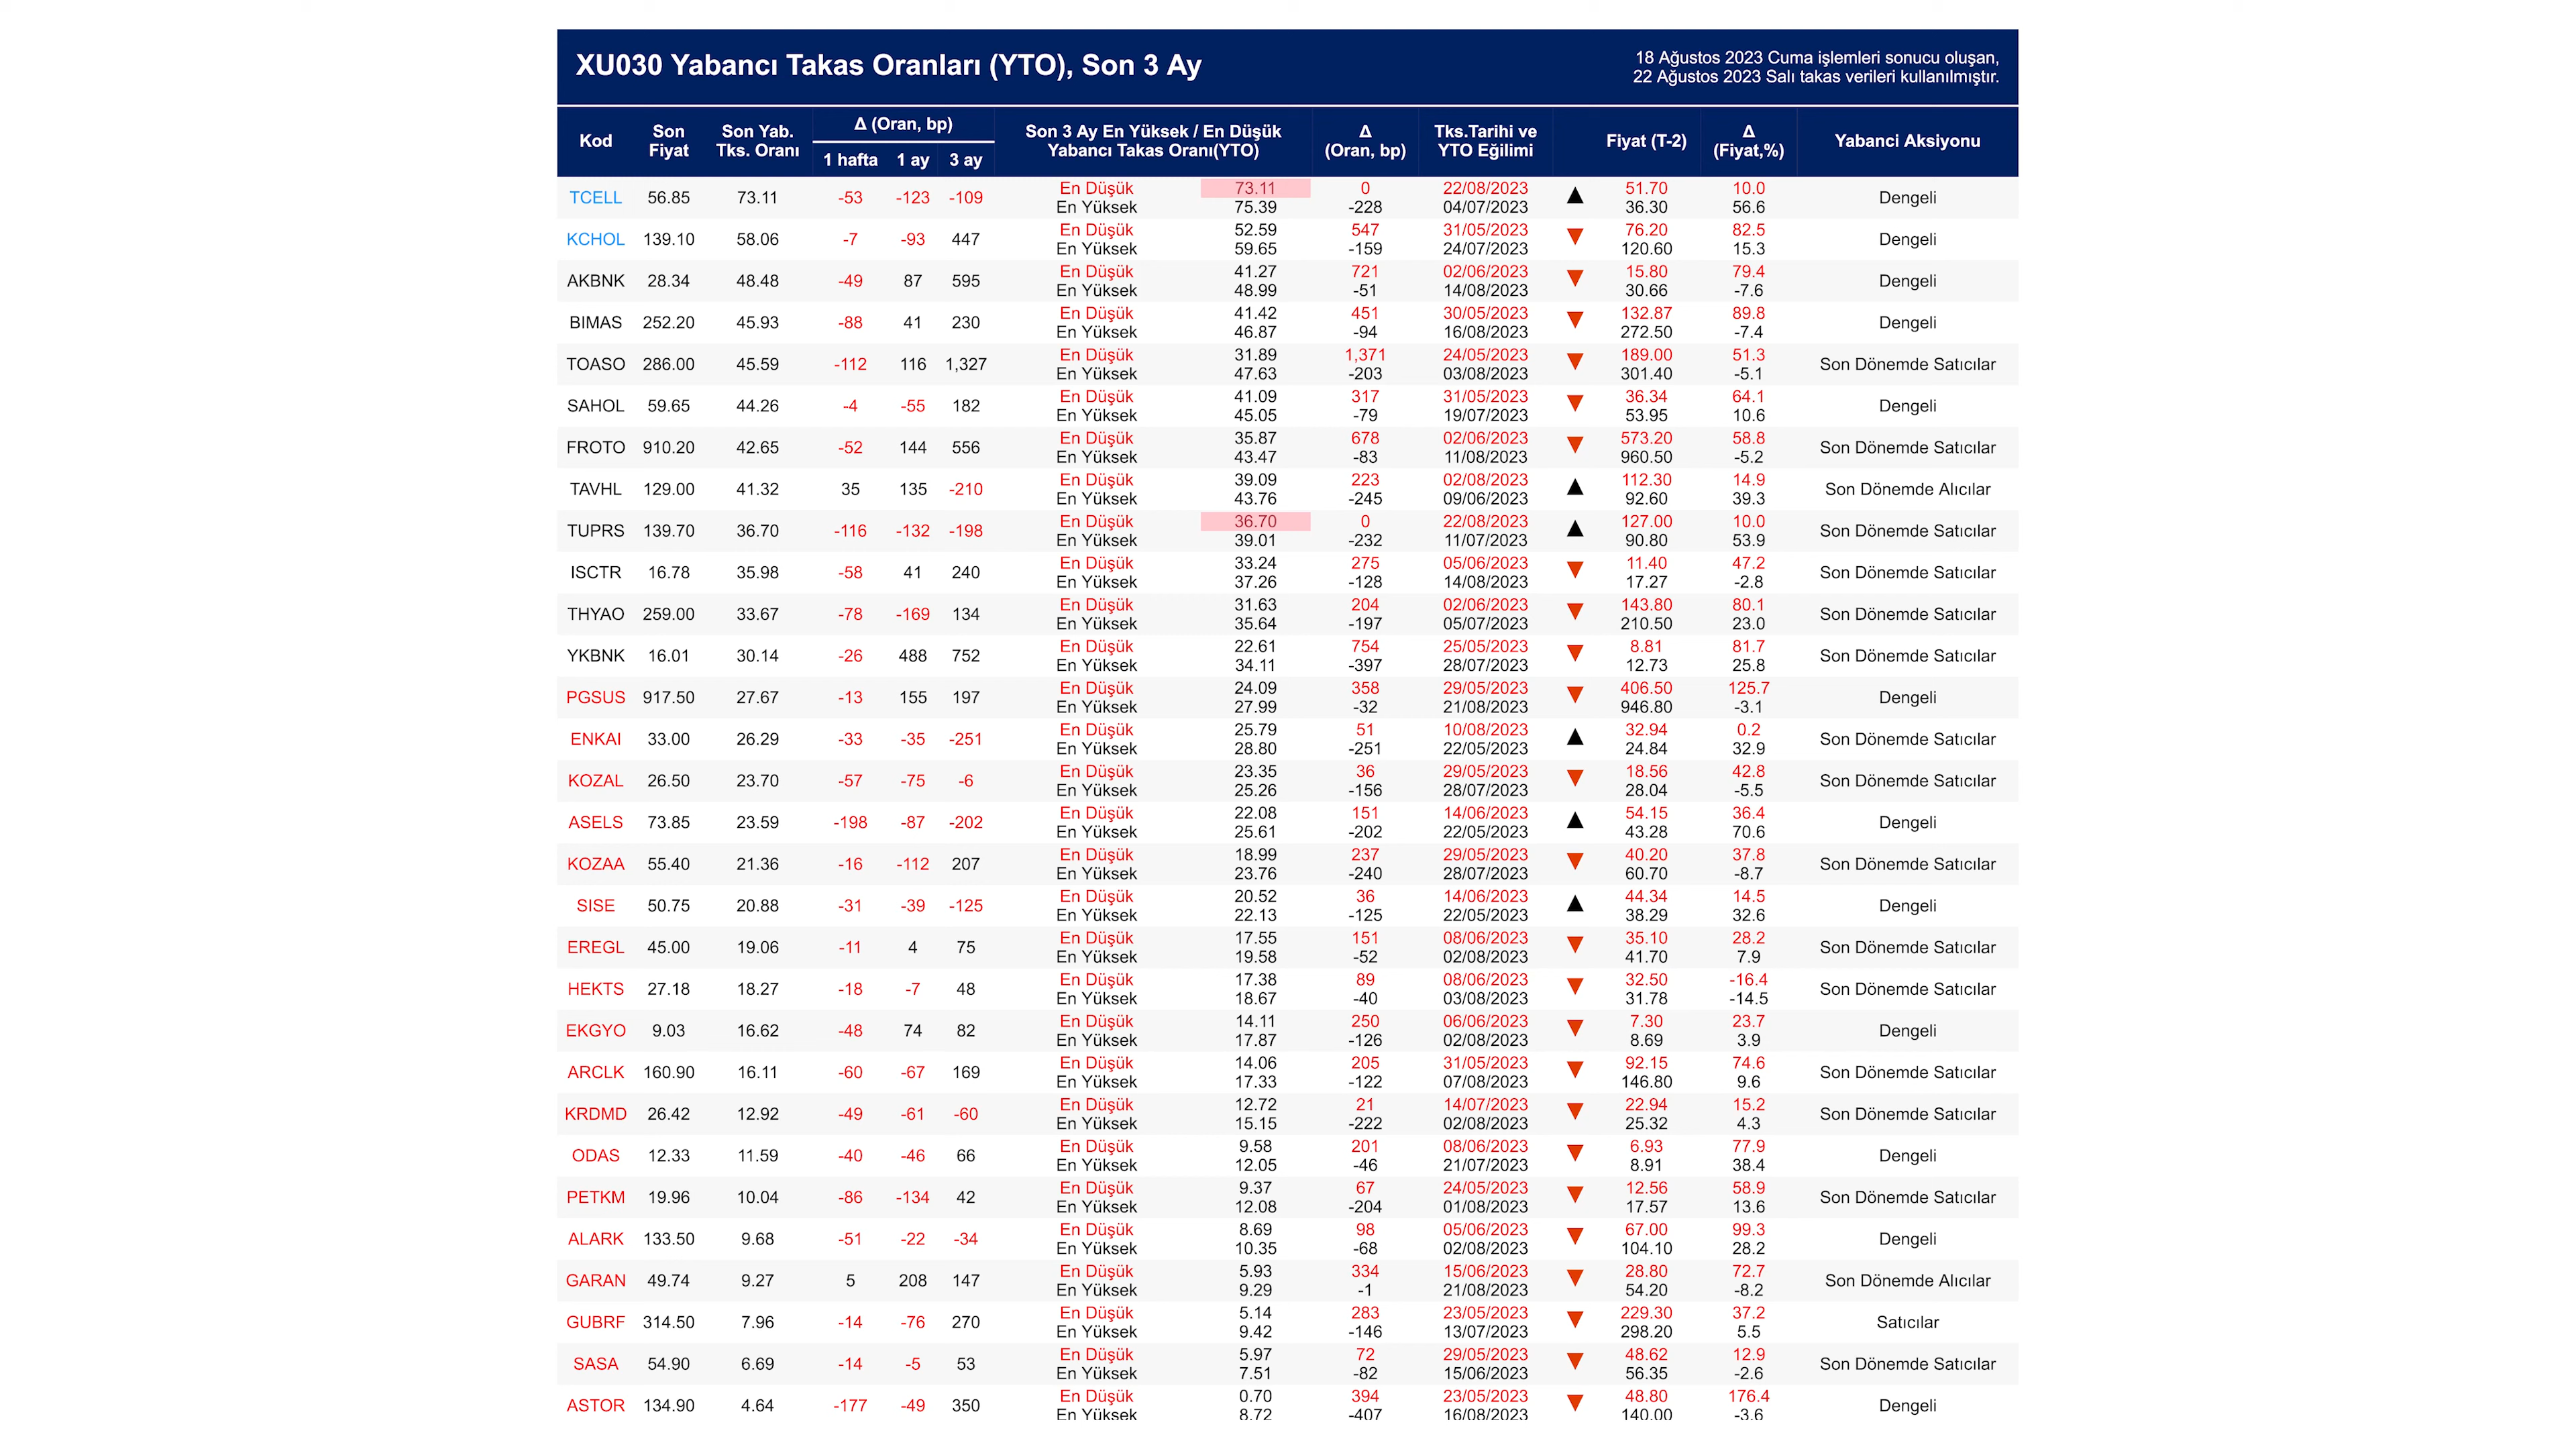 XU030 Yabancı Takas Oranları (YTO), Son 3 Ay
18 Ağustos 2023 Cuma işlemleri sonucu oluşan,
22 Ağustos 2023 Salı takas verileri kullanılmıştır.
Kod Son Fiyat Son Yab. Tks. Oranı Δ (Oran, bp) 1 hafta 1 ay 3 ay Son 3 Ay En Yüksek / En Düşük Yabancı Takas Oranı(YTO) Δ (Oran, bp) Tks.Tarihi ve YTO Eğilimi Fiyat (T-2) Δ (Fiyat,%) Yabanci Aksiyonu
TCELL 56.85 73.11 -53 -123 -109 En Düşük 73.11 0 22/08/2023 ▲ 51.70 10.0 Dengeli
En Yüksek 75.39 -228 04/07/2023 36.30 56.6
KCHOL 139.10 58.06 -7 -93 447 En Düşük 52.59 547 31/05/2023 ▼ 76.20 82.5 Dengeli
En Yüksek 59.65 -159 24/07/2023 120.60 15.3
AKBNK 28.34 48.48 -49 87 595 En Düşük 41.27 721 02/06/2023 ▼ 15.80 79.4 Dengeli
En Yüksek 48.99 -51 14/08/2023 30.66 -7.6
BIMAS 252.20 45.93 -88 41 230 En Düşük 41.42 451 30/05/2023 ▼ 132.87 89.8 Dengeli
En Yüksek 46.87 -94 16/08/2023 272.50 -7.4
TOASO 286.00 45.59 -112 116 1,327 En Düşük 31.89 1,371 24/05/2023 ▼ 189.00 51.3 Son Dönemde Satıcılar
En Yüksek 47.63 -203 03/08/2023 301.40 -5.1
SAHOL 59.65 44.26 -4 -55 182 En Düşük 41.09 317 31/05/2023 ▼ 36.34 64.1 Dengeli
En Yüksek 45.05 -79 19/07/2023 53.95 10.6
FROTO 910.20 42.65 -52 144 556 En Düşük 35.87 678 02/06/2023 ▼ 573.20 58.8 Son Dönemde Satıcılar
En Yüksek 43.47 -83 11/08/2023 960.50 -5.2
TAVHL 129.00 41.32 35 135 -210 En Düşük 39.09 223 02/08/2023 ▲ 112.30 14.9 Son Dönemde Alıcılar
En Yüksek 43.76 -245 09/06/2023 92.60 39.3
TUPRS 139.70 36.70 -116 -132 -198 En Düşük 36.70 0 22/08/2023 ▲ 127.00 10.0 Son Dönemde Satıcılar
En Yüksek 39.01 -232 11/07/2023 90.80 53.9
ISCTR 16.78 35.98 -58 41 240 En Düşük 33.24 275 05/06/2023 ▼ 11.40 47.2 Son Dönemde Satıcılar
En Yüksek 37.26 -128 14/08/2023 17.27 -2.8
THYAO 259.00 33.67 -78 -169 134 En Düşük 31.63 204 02/06/2023 ▼ 143.80 80.1 Son Dönemde Satıcılar
En Yüksek 35.64 -197 05/07/2023 210.50 23.0
YKBNK 16.01 30.14 -26 488 752 En Düşük 22.61 754 25/05/2023 ▼ 8.81 81.7 Son Dönemde Satıcılar
En Yüksek 34.11 -397 28/07/2023 12.73 25.8
PGSUS 917.50 27.67 -13 155 197 En Düşük 24.09 358 29/05/2023 ▼ 406.50 125.7 Dengeli
En Yüksek 27.99 -32 21/08/2023 946.80 -3.1
ENKAI 33.00 26.29 -33 -35 -251 En Düşük 25.79 51 10/08/2023 ▲ 32.94 0.2 Son Dönemde Satıcılar
En Yüksek 28.80 -251 22/05/2023 24.84 32.9
KOZAL 26.50 23.70 -57 -75 -6 En Düşük 23.35 36 29/05/2023 ▼ 18.56 42.8 Son Dönemde Satıcılar
En Yüksek 25.26 -156 28/07/2023 28.04 -5.5
ASELS 73.85 23.59 -198 -87 -202 En Düşük 22.08 151 14/06/2023 ▲ 54.15 36.4 Dengeli
En Yüksek 25.61 -202 22/05/2023 43.28 70.6
KOZAA 55.40 21.36 -16 -112 207 En Düşük 18.99 237 29/05/2023 ▼ 40.20 37.8 Son Dönemde Satıcılar
En Yüksek 23.76 -240 28/07/2023 60.70 -8.7
SISE 50.75 20.88 -31 -39 -125 En Düşük 20.52 36 14/06/2023 ▲ 44.34 14.5 Dengeli
En Yüksek 22.13 -125 22/05/2023 38.29 32.6
EREGL 45.00 19.06 -11 4 75 En Düşük 17.55 151 08/06/2023 ▼ 35.10 28.2 Son Dönemde Satıcılar
En Yüksek 19.58 -52 02/08/2023 41.70 7.9
HEKTS 27.18 18.27 -18 -7 48 En Düşük 17.38 89 08/06/2023 ▼ 32.50 -16.4 Son Dönemde Satıcılar
En Yüksek 18.67 -40 03/08/2023 31.78 -14.5
EKGYO 9.03 16.62 -48 74 82 En Düşük 14.11 250 06/06/2023 ▼ 7.30 23.7 Dengeli
En Yüksek 17.87 -126 02/08/2023 8.69 3.9
ARCLK 160.90 16.11 -60 -67 169 En Düşük 14.06 205 31/05/2023 ▼ 92.15 74.6 Son Dönemde Satıcılar
En Yüksek 17.33 -122 07/08/2023 146.80 9.6
KRDMD 26.42 12.92 -49 -61 -60 En Düşük 12.72 21 14/07/2023 ▼ 22.94 15.2 Son Dönemde Satıcılar
En Yüksek 15.15 -222 02/08/2023 25.32 4.3
ODAS 12.33 11.59 -40 -46 66 En Düşük 9.58 201 08/06/2023 ▼ 6.93 77.9 Dengeli
En Yüksek 12.05 -46 21/07/2023 8.91 38.4
PETKM 19.96 10.04 -86 -134 42 En Düşük 9.37 67 24/05/2023 ▼ 12.56 58.9 Son Dönemde Satıcılar
En Yüksek 12.08 -204 01/08/2023 17.57 13.6
ALARK 133.50 9.68 -51 -22 -34 En Düşük 8.69 98 05/06/2023 ▼ 67.00 99.3 Dengeli
En Yüksek 10.35 -68 02/08/2023 104.10 28.2
GARAN 49.74 9.27 5 208 147 En Düşük 5.93 334 15/06/2023 ▼ 28.80 72.7 Son Dönemde Alıcılar
En Yüksek 9.29 -1 21/08/2023 54.20 -8.2
GUBRF 314.50 7.96 -14 -76 270 En Düşük 5.14 283 23/05/2023 ▼ 229.30 37.2 Satıcılar
En Yüksek 9.42 -146 13/07/2023 298.20 5.5
SASA 54.90 6.69 -14 -5 53 En Düşük 5.97 72 29/05/2023 ▼ 48.62 12.9 Son Dönemde Satıcılar
En Yüksek 7.51 -82 15/06/2023 56.35 -2.6
ASTOR 134.90 4.64 -177 -49 350 En Düşük 0.70 394 23/05/2023 ▼ 48.80 176.4 Dengeli
En Yüksek 8.72 -407 16/08/2023 140.00 -3.6